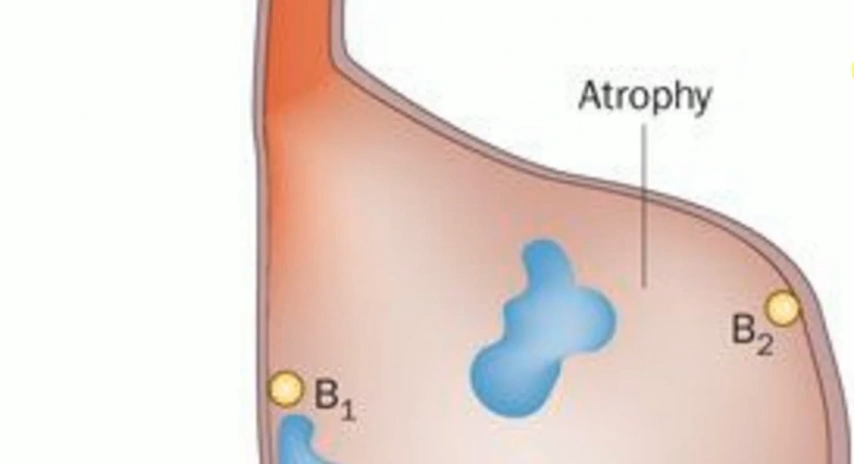 Atrophy
B₂
B₁